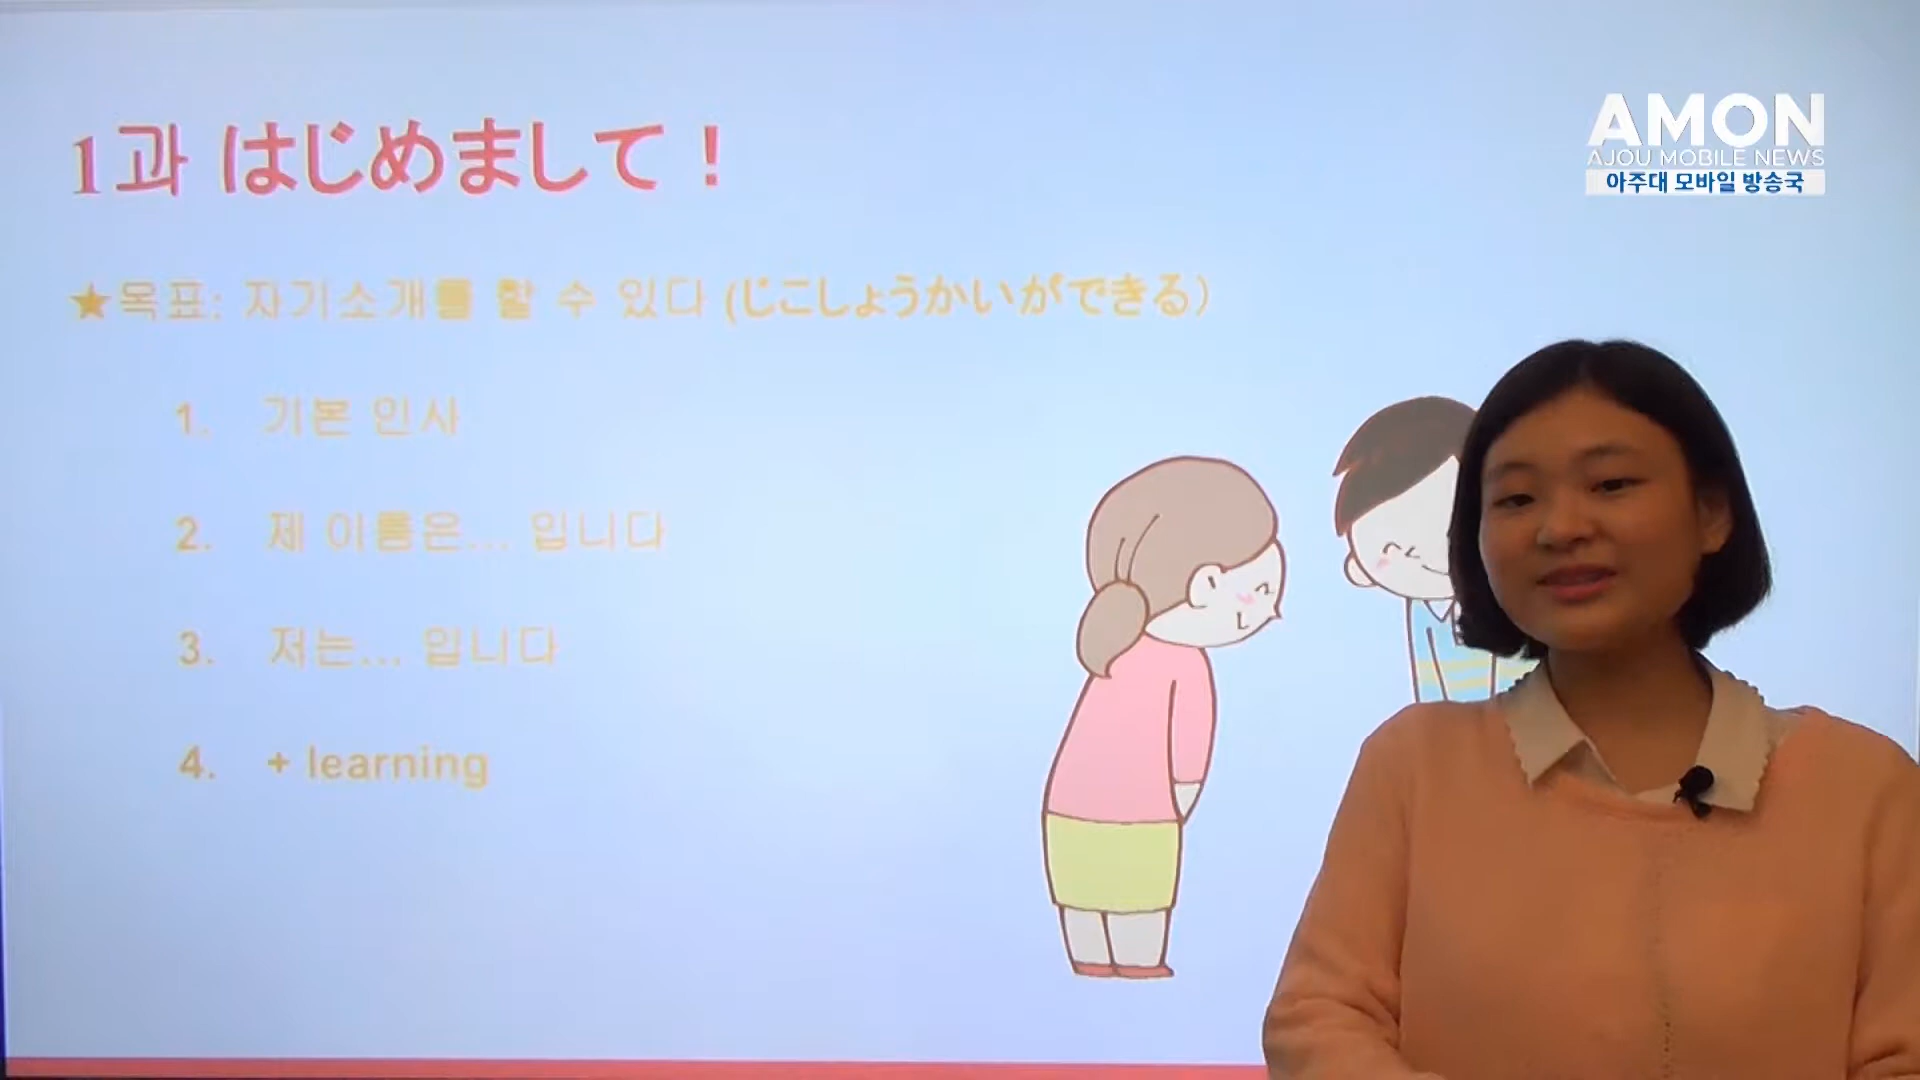 1과 はじめまして！
★목표: 자기소개를 할 수 있다 (じこしょうかいができる)
1. 기본 인사
2. 제 이름은... 입니다
3. 저는... 입니다
4. + learning
AMON
AJOU MOBILE NEWS
아주대 모바일 방송국